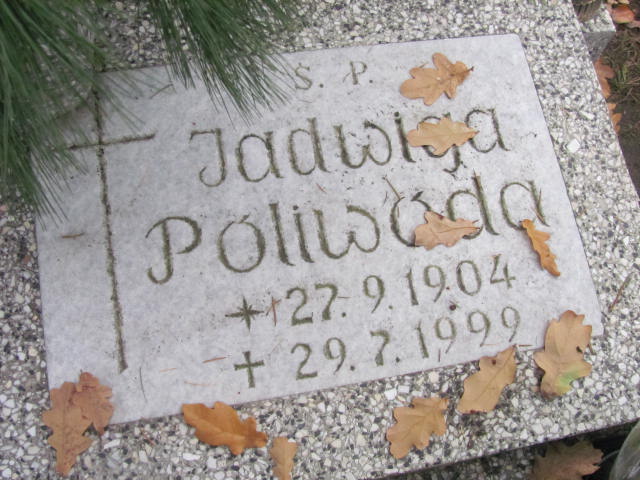 Ś. P.
Jadwiga
Póliwoda
* 27. 9. 1904
† 29. 7. 1999